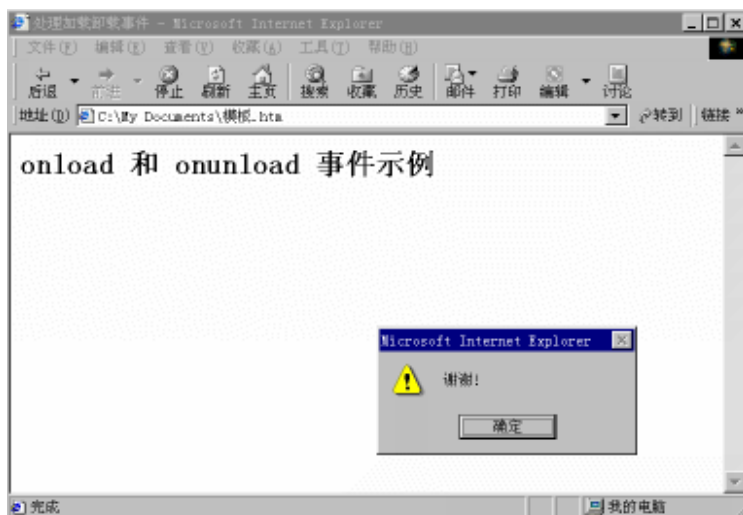 处理加载卸载事件 - Microsoft Internet Explorer
文件(F) 编辑(E) 查看(V) 收藏(A) 工具(T) 帮助(H)
后退 前进 停止 刷新 主页 搜索 收藏 历史 邮件 打印 编辑 讨论
地址(D) C:\My Documents\模板.htm 转到 链接 »
onload 和 onunload 事件示例
Microsoft Internet Explorer
谢谢!
确定
完成 我的电脑